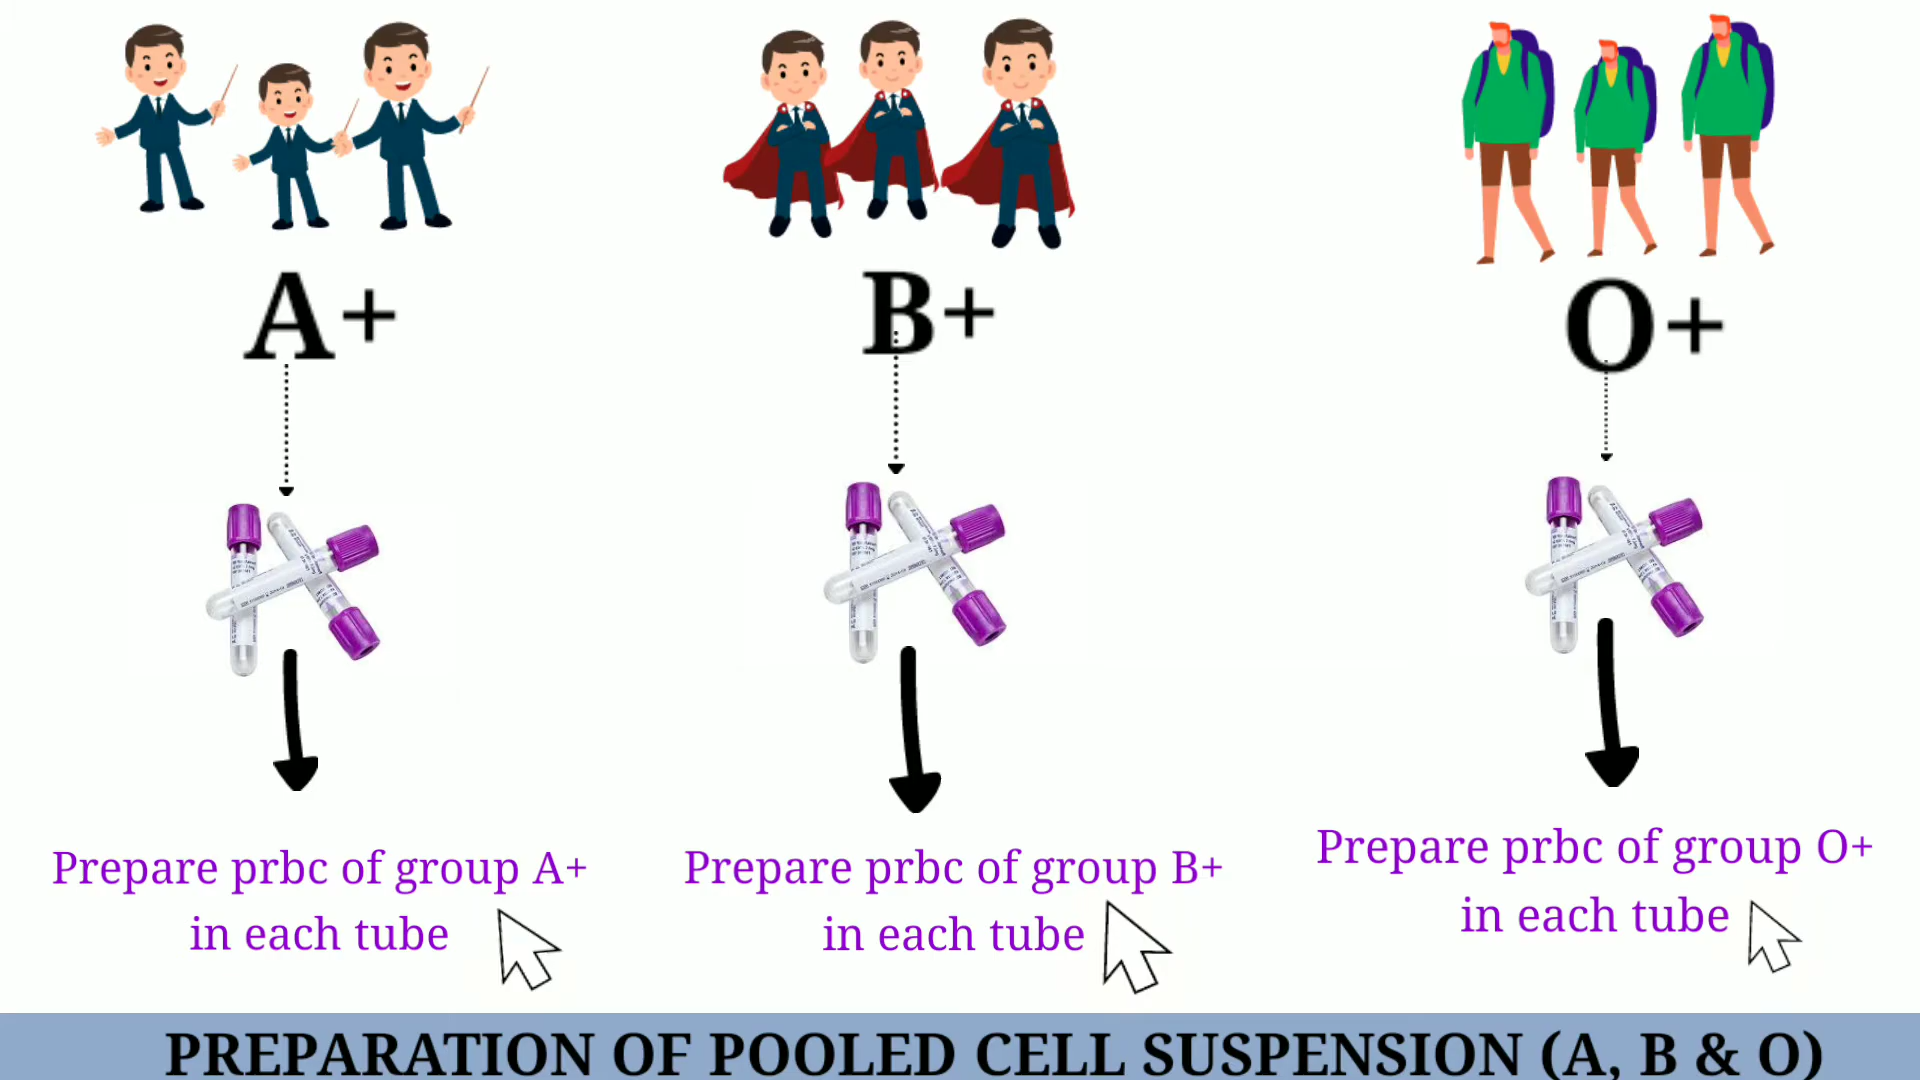 A+
B+
O+
Prepare prbc of group A+
in each tube
Prepare prbc of group B+
in each tube
Prepare prbc of group O+
in each tube
PREPARATION OF POOLED CELL SUSPENSION (A, B & O)